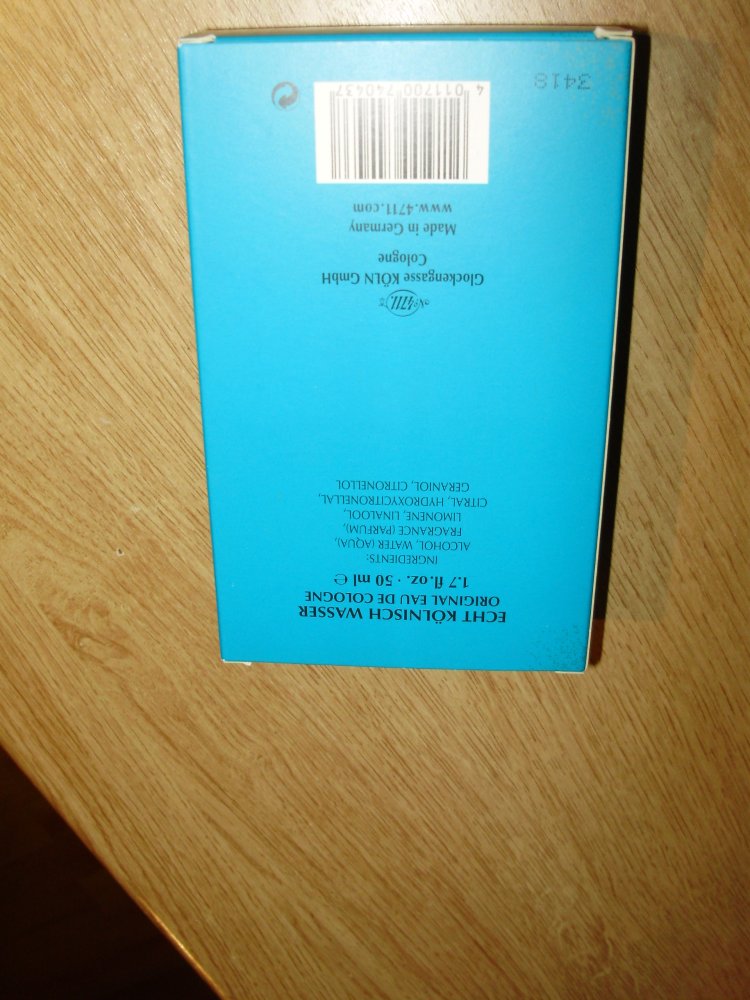 ECHT KÖLNISCH WASSER
ORIGINAL EAU DE COLOGNE
1.7 fl.oz. · 50 ml ℮
INGREDIENTS:
ALCOHOL, WATER (AQUA),
FRAGRANCE (PARFUM),
LIMONENE, LINALOOL,
CITRAL, HYDROXYCITRONELLAL,
GERANIOL, CITRONELLOL
No 4711
Glockengasse KÖLN GmbH
Cologne
Made in Germany
www.4711.com
4 011700 740437
3418